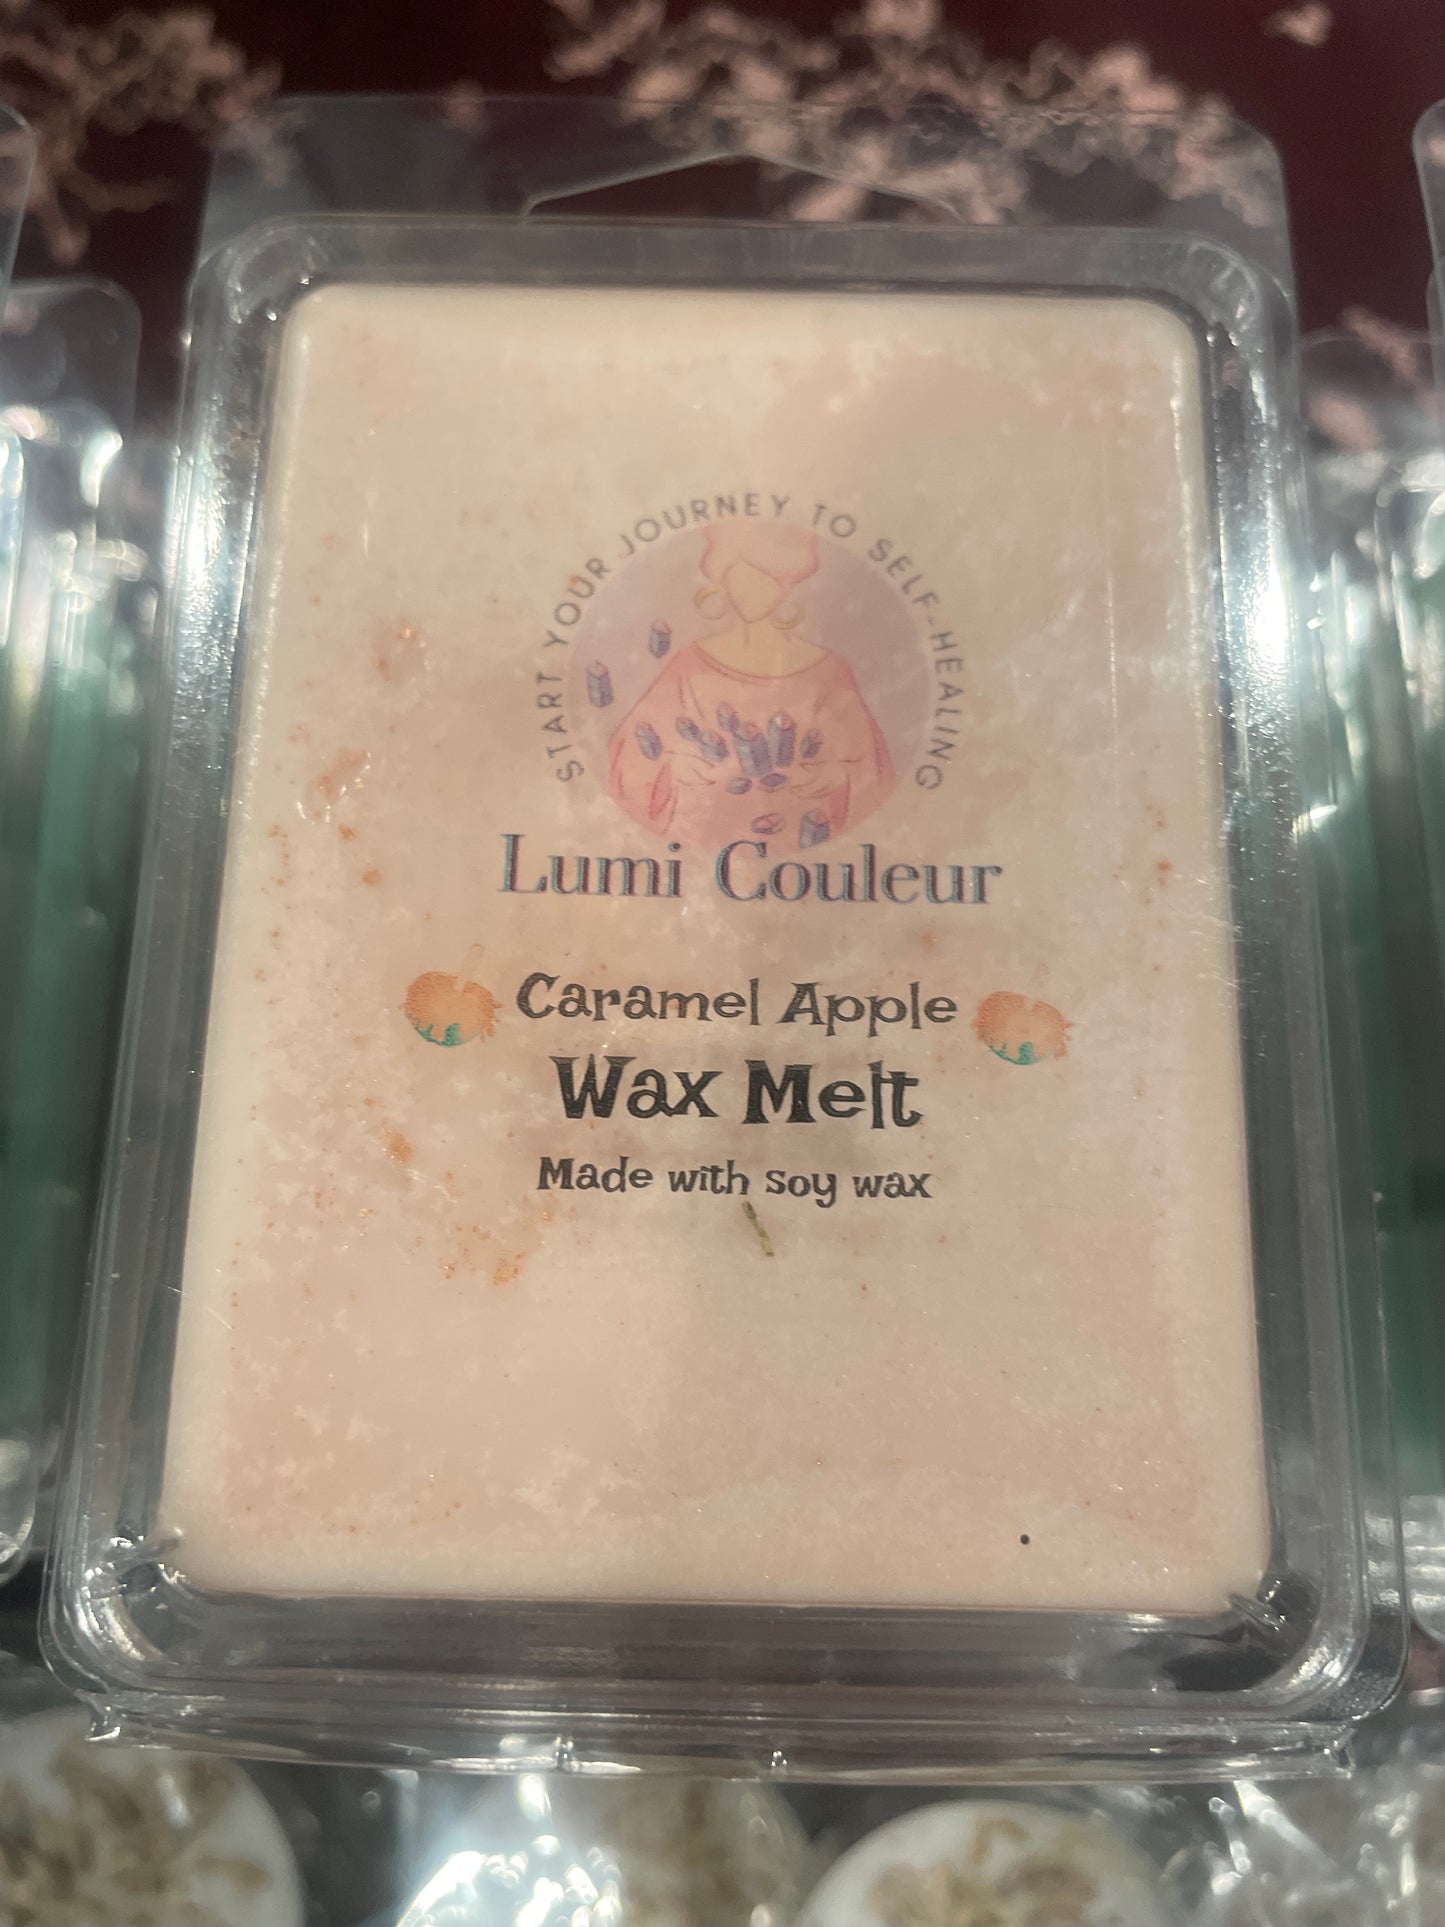 START YOUR JOURNEY TO SELF-HEALING
Lumi Couleur
Caramel Apple
Wax Melt
Made with soy wax